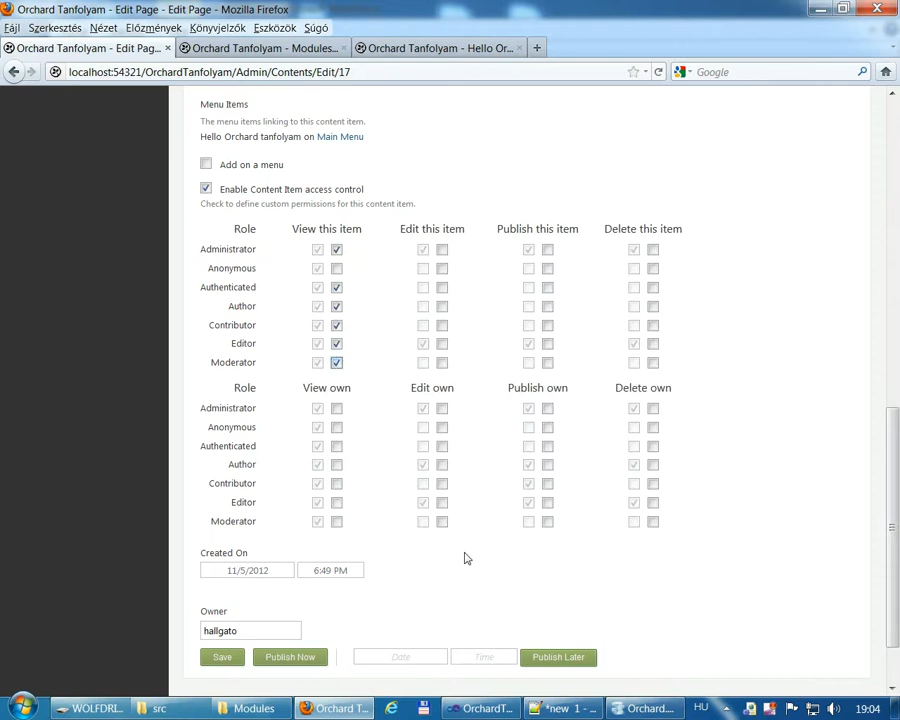 Orchard Tanfolyam - Edit Page - Edit Page - Mozilla Firefox
Fájl Szerkesztés Nézet Előzmények Könyvjelzők Eszközök Súgó
Orchard Tanfolyam - Edit Pag... × Orchard Tanfolyam - Modules... × Orchard Tanfolyam - Hello Or... × +
localhost:54321/OrchardTanfolyam/Admin/Contents/Edit/17 Google
Menu Items
The menu items linking to this content item.
Hello Orchard tanfolyam on Main Menu
Add on a menu
Enable Content Item access control
Check to define custom permissions for this content item.
Role View this item Edit this item Publish this item Delete this item
Administrator
Anonymous
Authenticated
Author
Contributor
Editor
Moderator
Role View own Edit own Publish own Delete own
Administrator
Anonymous
Authenticated
Author
Contributor
Editor
Moderator
Created On
11/5/2012 6:49 PM
Owner
hallgato
Save Publish Now Date Time Publish Later
WOLFDRI... src Modules Orchard T... OrchardT... *new 1 - ... Orchard.... HU 19:04